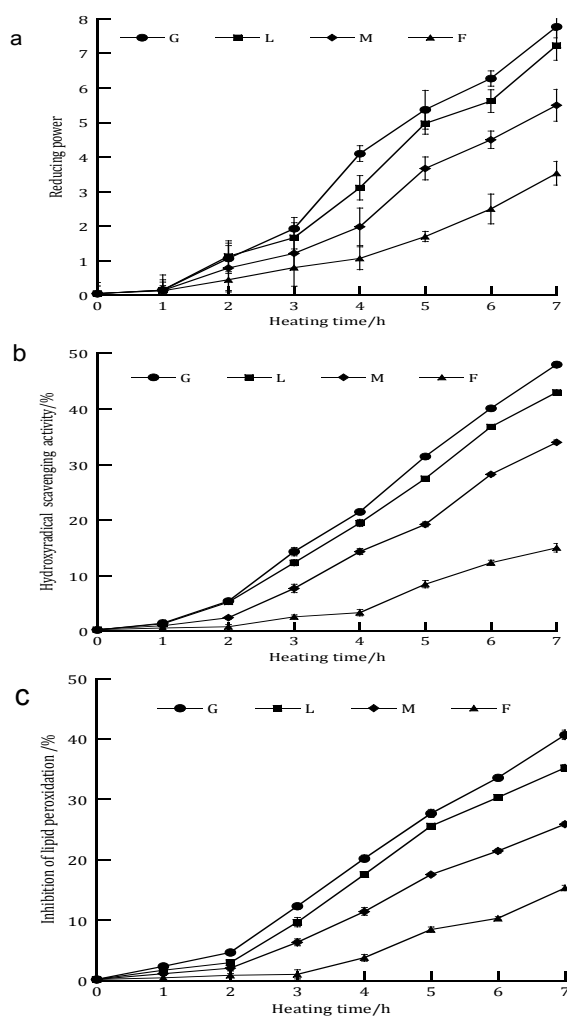 a
8
G L M F
7
6
5
4
3
2
1
0
Reducing power
0 1 2 3 4 5 6 7
Heating time/h
b
50
G L M F
40
30
20
10
0
Hydroxyradical scavenging activity/%
0 1 2 3 4 5 6 7
Heating time/h
c
50
G L M F
40
30
20
10
0
Inhibition of lipid peroxidation /%
0 1 2 3 4 5 6 7
Heating time/h